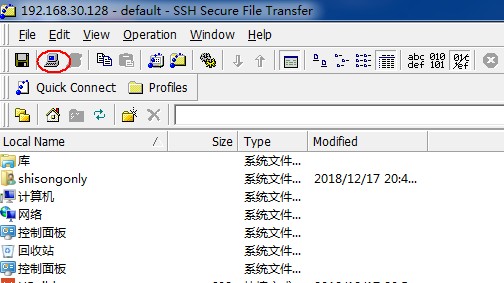 192.168.30.128 - default - SSH Secure File Transfer
File Edit View Operation Window Help
abc 010 01¢
def 101 ¢ef
Quick Connect Profiles
Local Name / Size Type Modified
库 系统文件...
shisongonly 系统文件... 2018/12/17 20:4...
计算机 系统文件...
网络 系统文件...
控制面板 系统文件...
回收站 系统文件...
控制面板 系统文件...